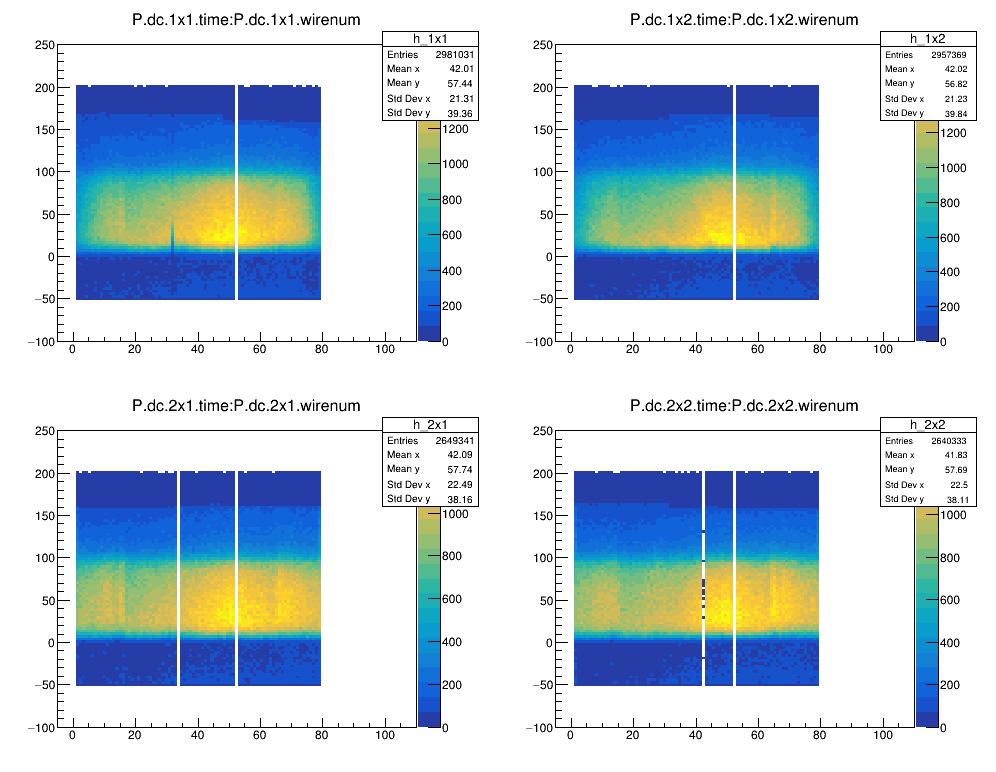 P.dc.1x1.time:P.dc.1x1.wirenum
h_1x1
Entries 2981031
Mean x 42.01
Mean y 57.44
Std Dev x 21.31
Std Dev y 39.36
250
200
150
100
50
0
−50
−100
0 20 40 60 80 100
1200
1000
800
600
400
200
0
P.dc.1x2.time:P.dc.1x2.wirenum
h_1x2
Entries 2957369
Mean x 42.02
Mean y 56.82
Std Dev x 21.23
Std Dev y 39.84
250
200
150
100
50
0
−50
−100
0 20 40 60 80 100
1200
1000
800
600
400
200
0
P.dc.2x1.time:P.dc.2x1.wirenum
h_2x1
Entries 2649341
Mean x 42.09
Mean y 57.74
Std Dev x 22.49
Std Dev y 38.16
250
200
150
100
50
0
−50
−100
0 20 40 60 80 100
1000
800
600
400
200
0
P.dc.2x2.time:P.dc.2x2.wirenum
h_2x2
Entries 2640333
Mean x 41.83
Mean y 57.69
Std Dev x 22.5
Std Dev y 38.11
250
200
150
100
50
0
−50
−100
0 20 40 60 80 100
1000
800
600
400
200
0